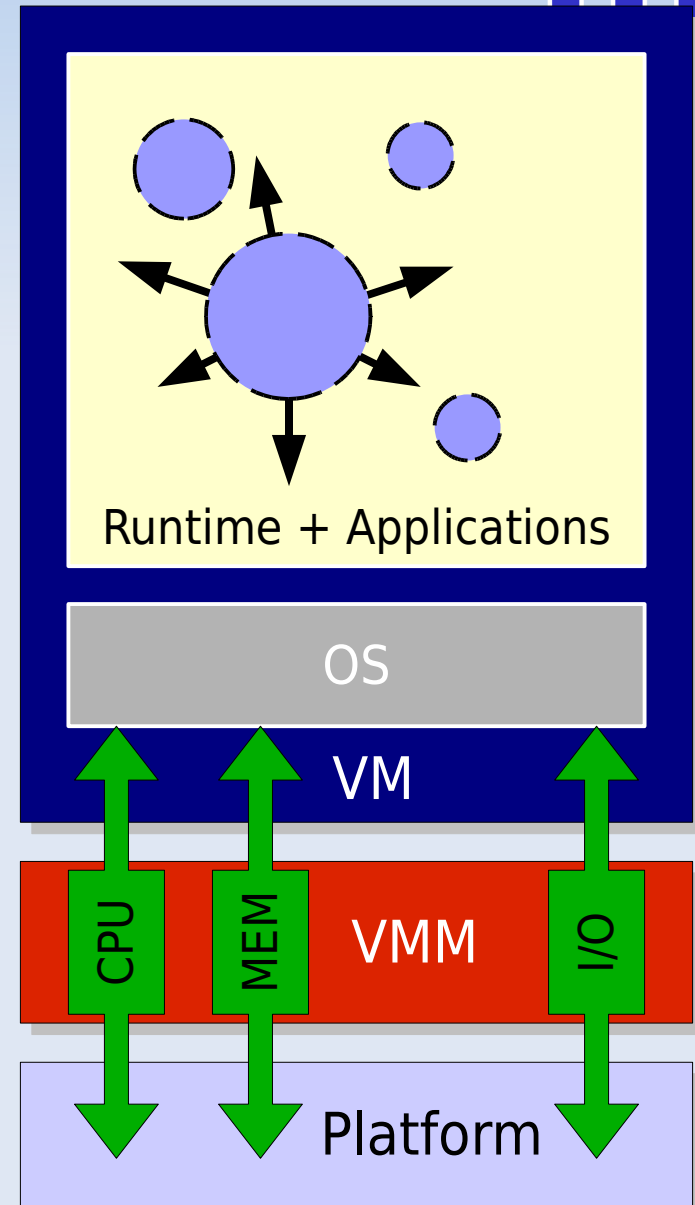 Runtime + Applications
OS
VM
CPU
MEM
VMM
I/O
Platform